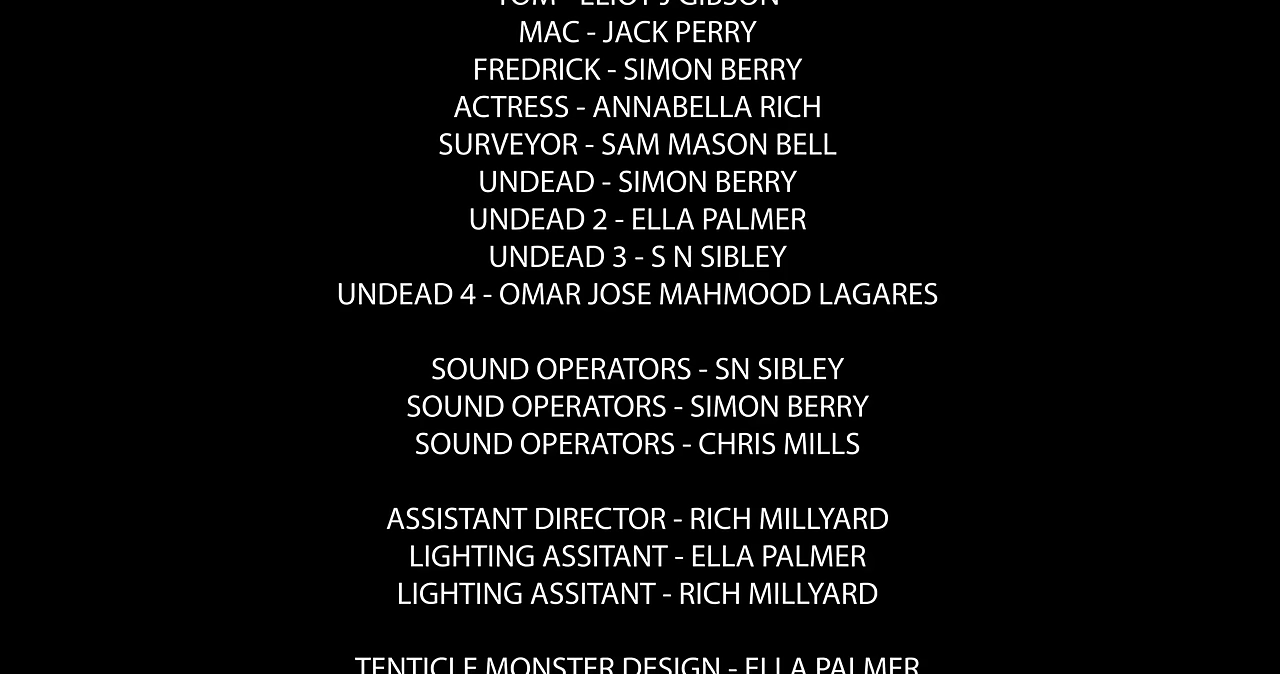 TOM - ELIOT J GIBSON
MAC - JACK PERRY
FREDRICK - SIMON BERRY
ACTRESS - ANNABELLA RICH
SURVEYOR - SAM MASON BELL
UNDEAD - SIMON BERRY
UNDEAD 2 - ELLA PALMER
UNDEAD 3 - S N SIBLEY
UNDEAD 4 - OMAR JOSE MAHMOOD LAGARES
SOUND OPERATORS - SN SIBLEY
SOUND OPERATORS - SIMON BERRY
SOUND OPERATORS - CHRIS MILLS
ASSISTANT DIRECTOR - RICH MILLYARD
LIGHTING ASSITANT - ELLA PALMER
LIGHTING ASSITANT - RICH MILLYARD
TENTICLE MONSTER DESIGN - ELLA PALMER